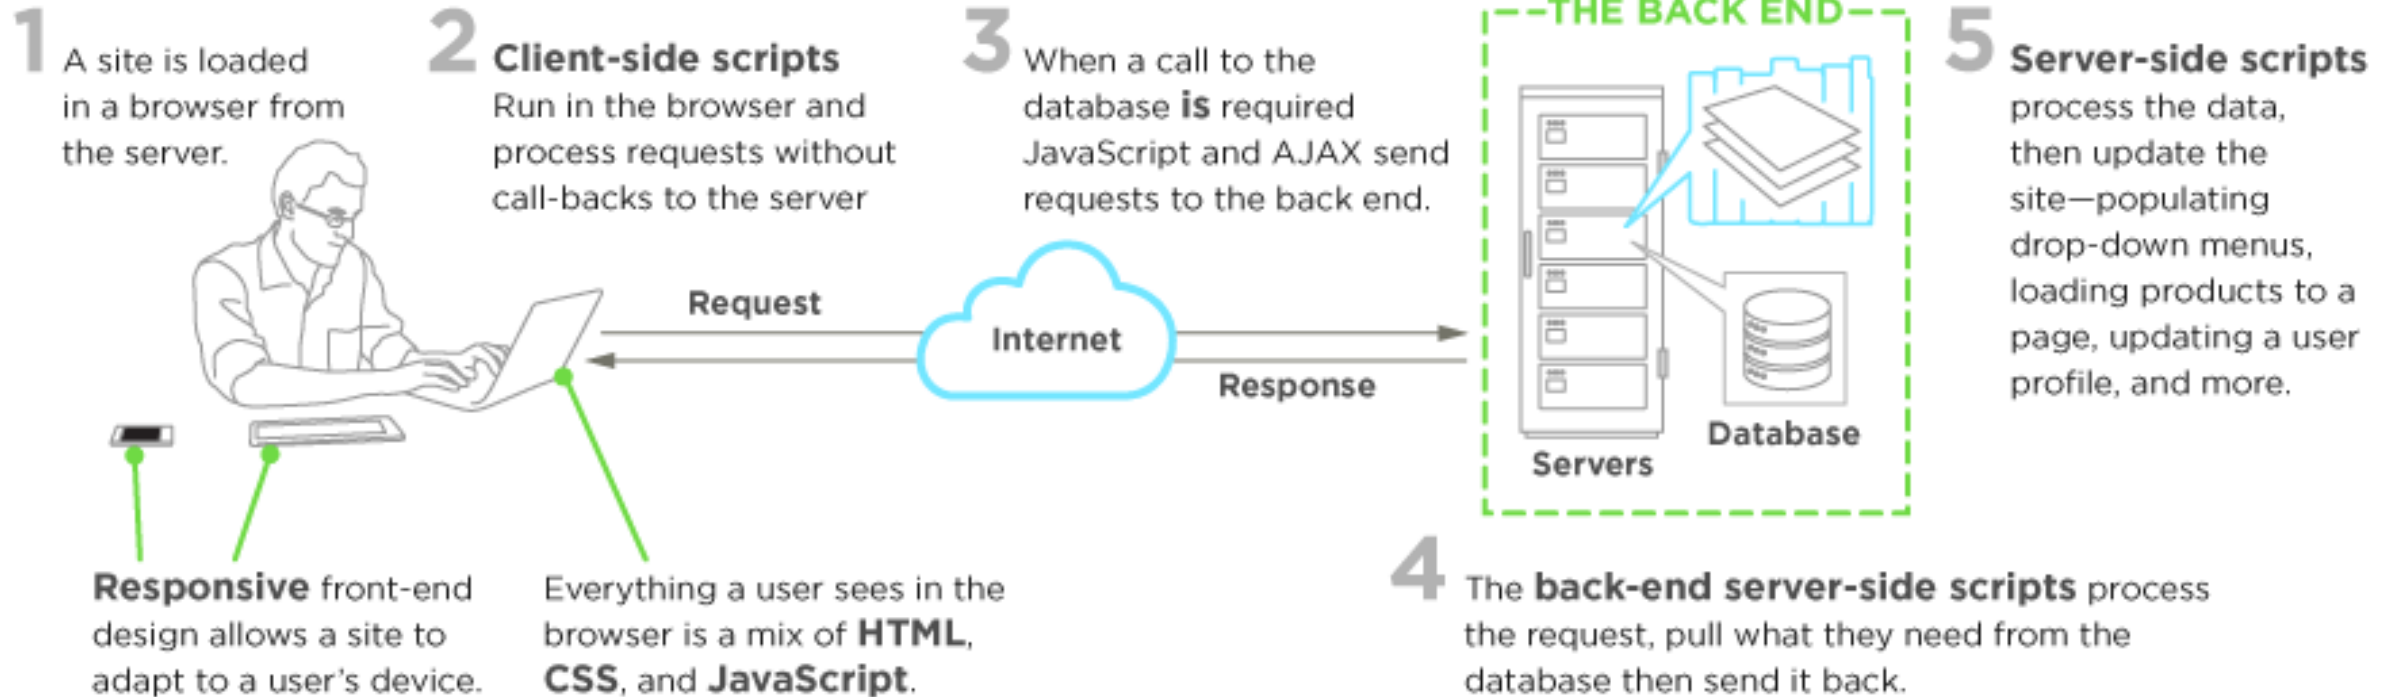 1
A site is loaded
in a browser from
the server.
2
Client-side scripts
Run in the browser and
process requests without
call-backs to the server
3
When a call to the
database is required
JavaScript and AJAX send
requests to the back end.
THE BACK END
Servers
Database
5
Server-side scripts
process the data,
then update the
site—populating
drop-down menus,
loading products to a
page, updating a user
profile, and more.
Request
Internet
Response
Responsive front-end
design allows a site to
adapt to a user's device.
Everything a user sees in the
browser is a mix of HTML,
CSS, and JavaScript.
4
The back-end server-side scripts process
the request, pull what they need from the
database then send it back.